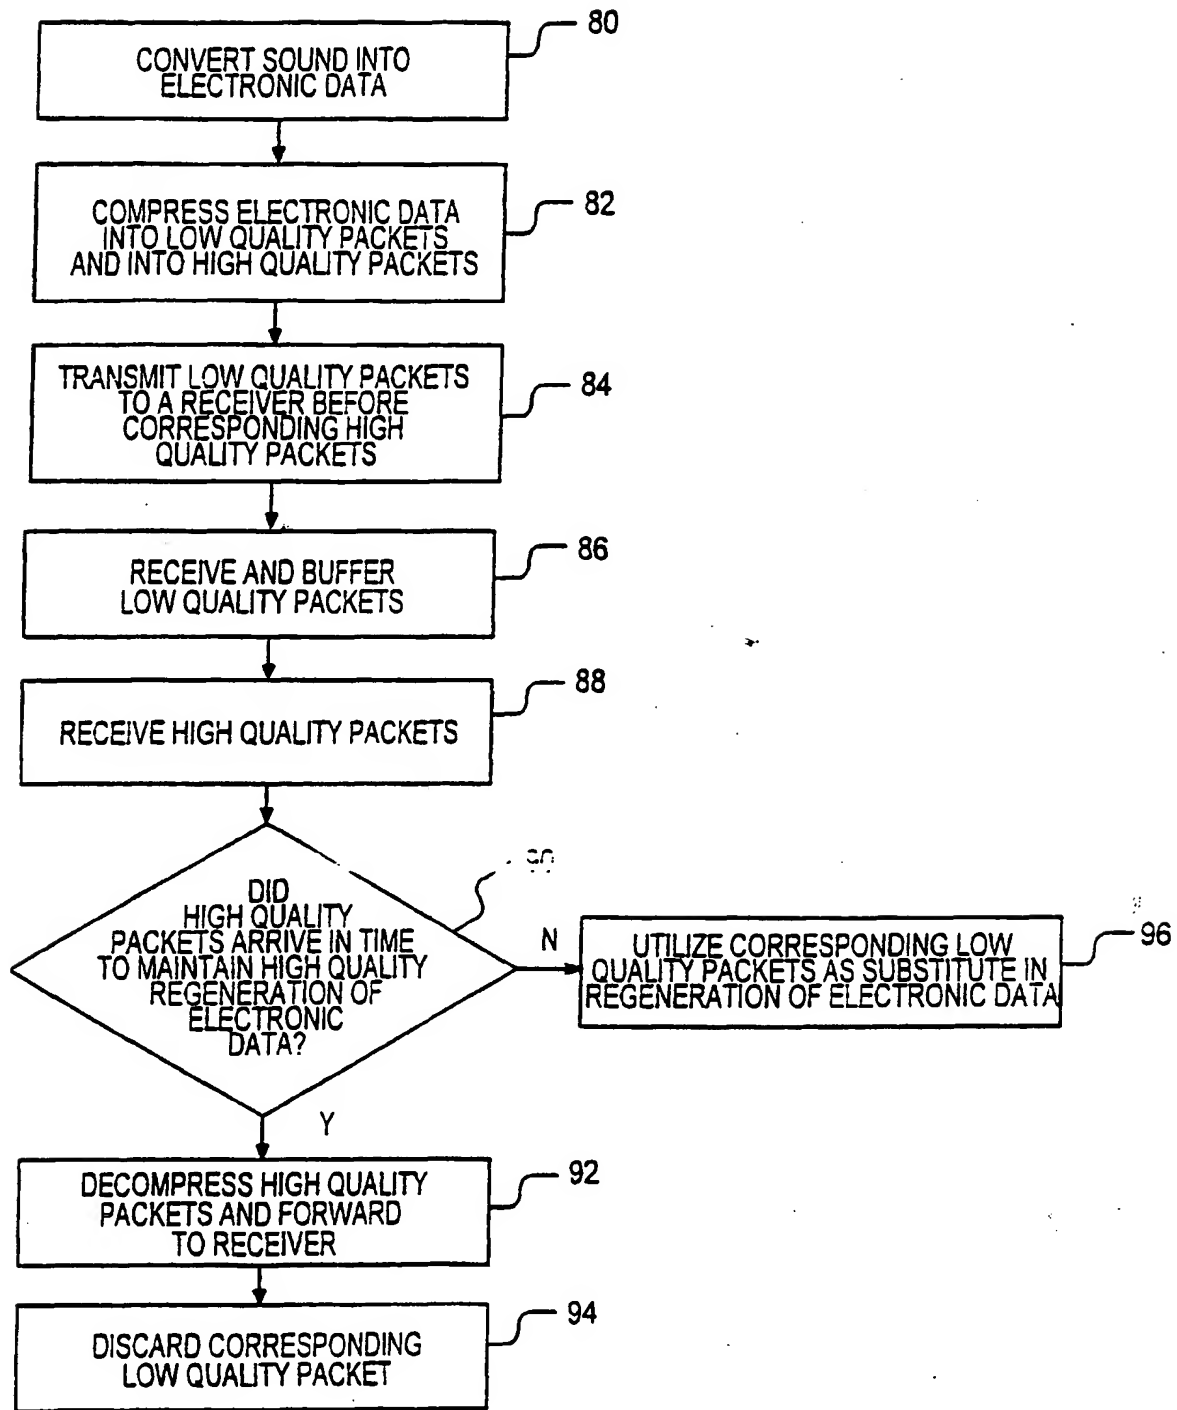 80
CONVERT SOUND INTO
ELECTRONIC DATA
82
COMPRESS ELECTRONIC DATA
INTO LOW QUALITY PACKETS
AND INTO HIGH QUALITY PACKETS
84
TRANSMIT LOW QUALITY PACKETS
TO A RECEIVER BEFORE
CORRESPONDING HIGH
QUALITY PACKETS
86
RECEIVE AND BUFFER
LOW QUALITY PACKETS
88
RECEIVE HIGH QUALITY PACKETS
DID
HIGH QUALITY
PACKETS ARRIVE IN TIME
TO MAINTAIN HIGH QUALITY
REGENERATION OF
ELECTRONIC
DATA?
N
UTILIZE CORRESPONDING LOW
QUALITY PACKETS AS SUBSTITUTE IN
REGENERATION OF ELECTRONIC DATA
96
Y
92
DECOMPRESS HIGH QUALITY
PACKETS AND FORWARD
TO RECEIVER
94
DISCARD CORRESPONDING
LOW QUALITY PACKET